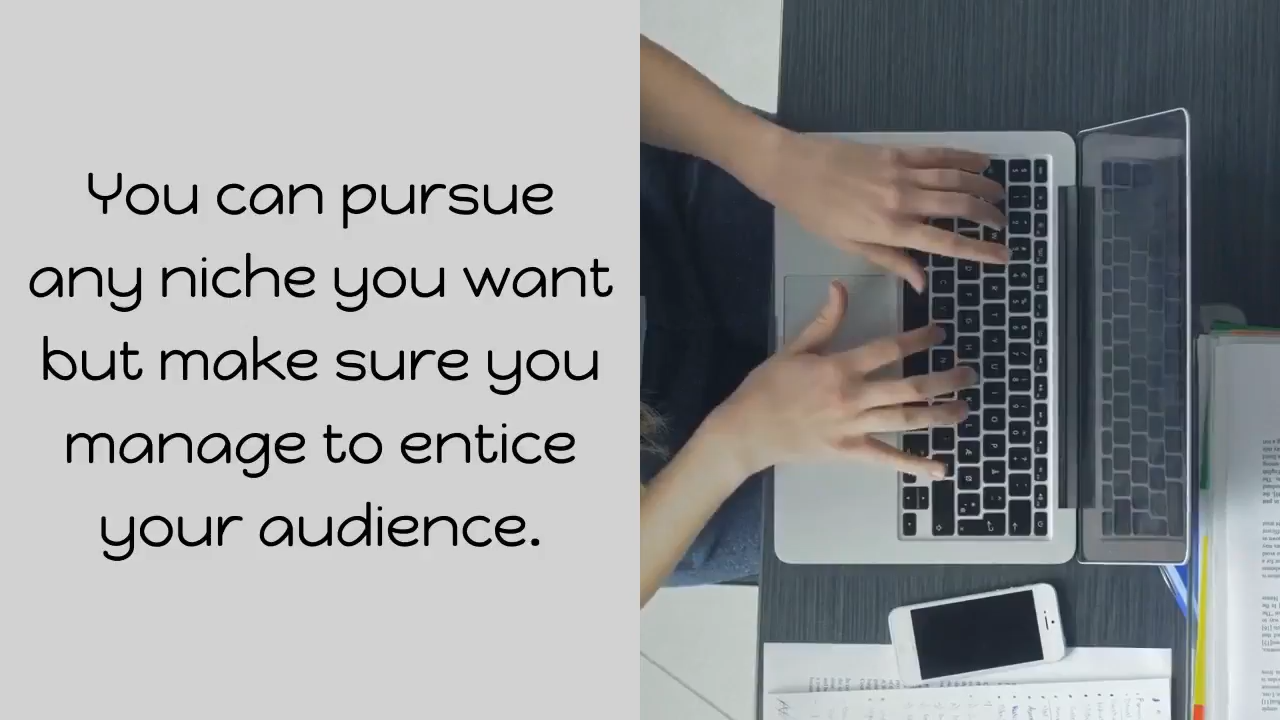 You can pursue
any niche you want
but make sure you
manage to entice
your audience.